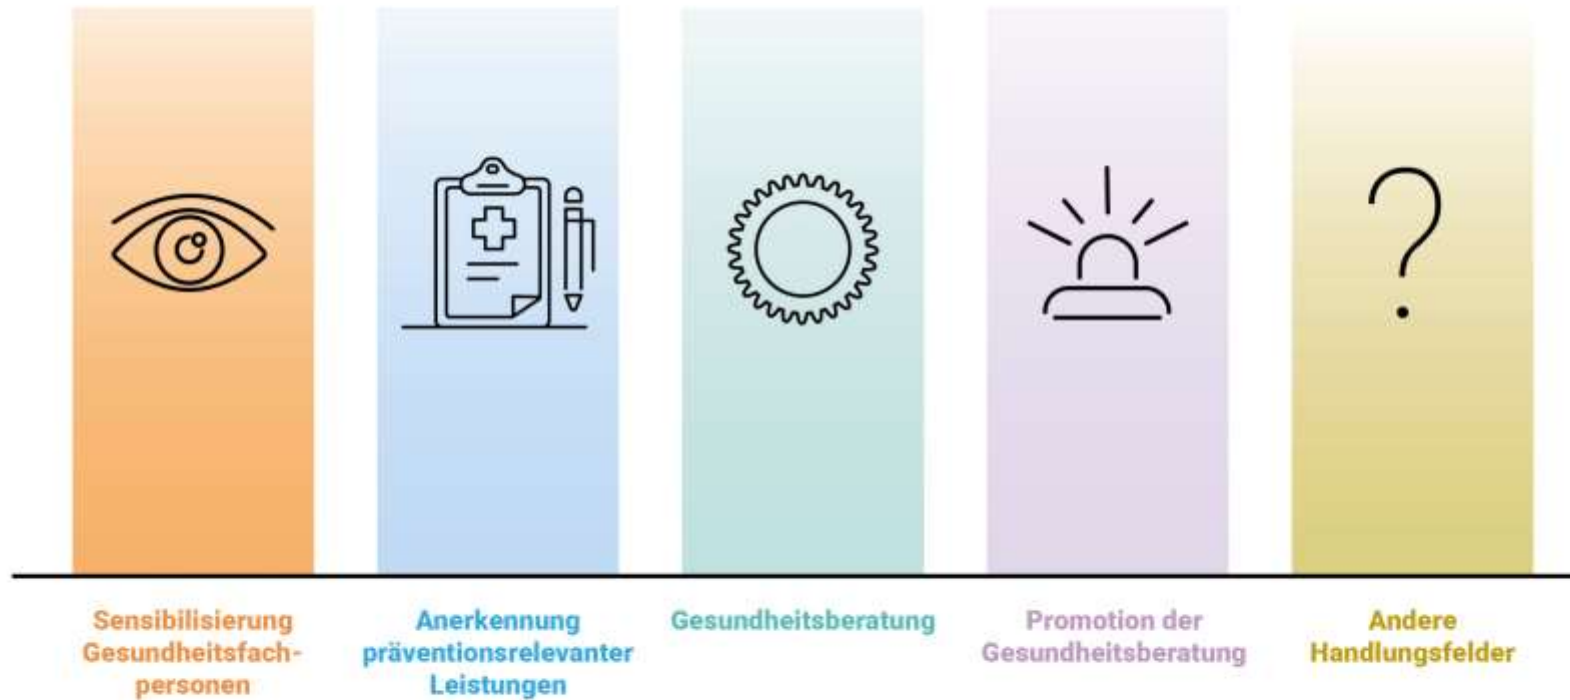 Sensibilisierung
Gesundheitsfach-
personen
Anerkennung
präventionsrelevanter
Leistungen
Gesundheitsberatung
Promotion der
Gesundheitsberatung
Andere
Handlungsfelder